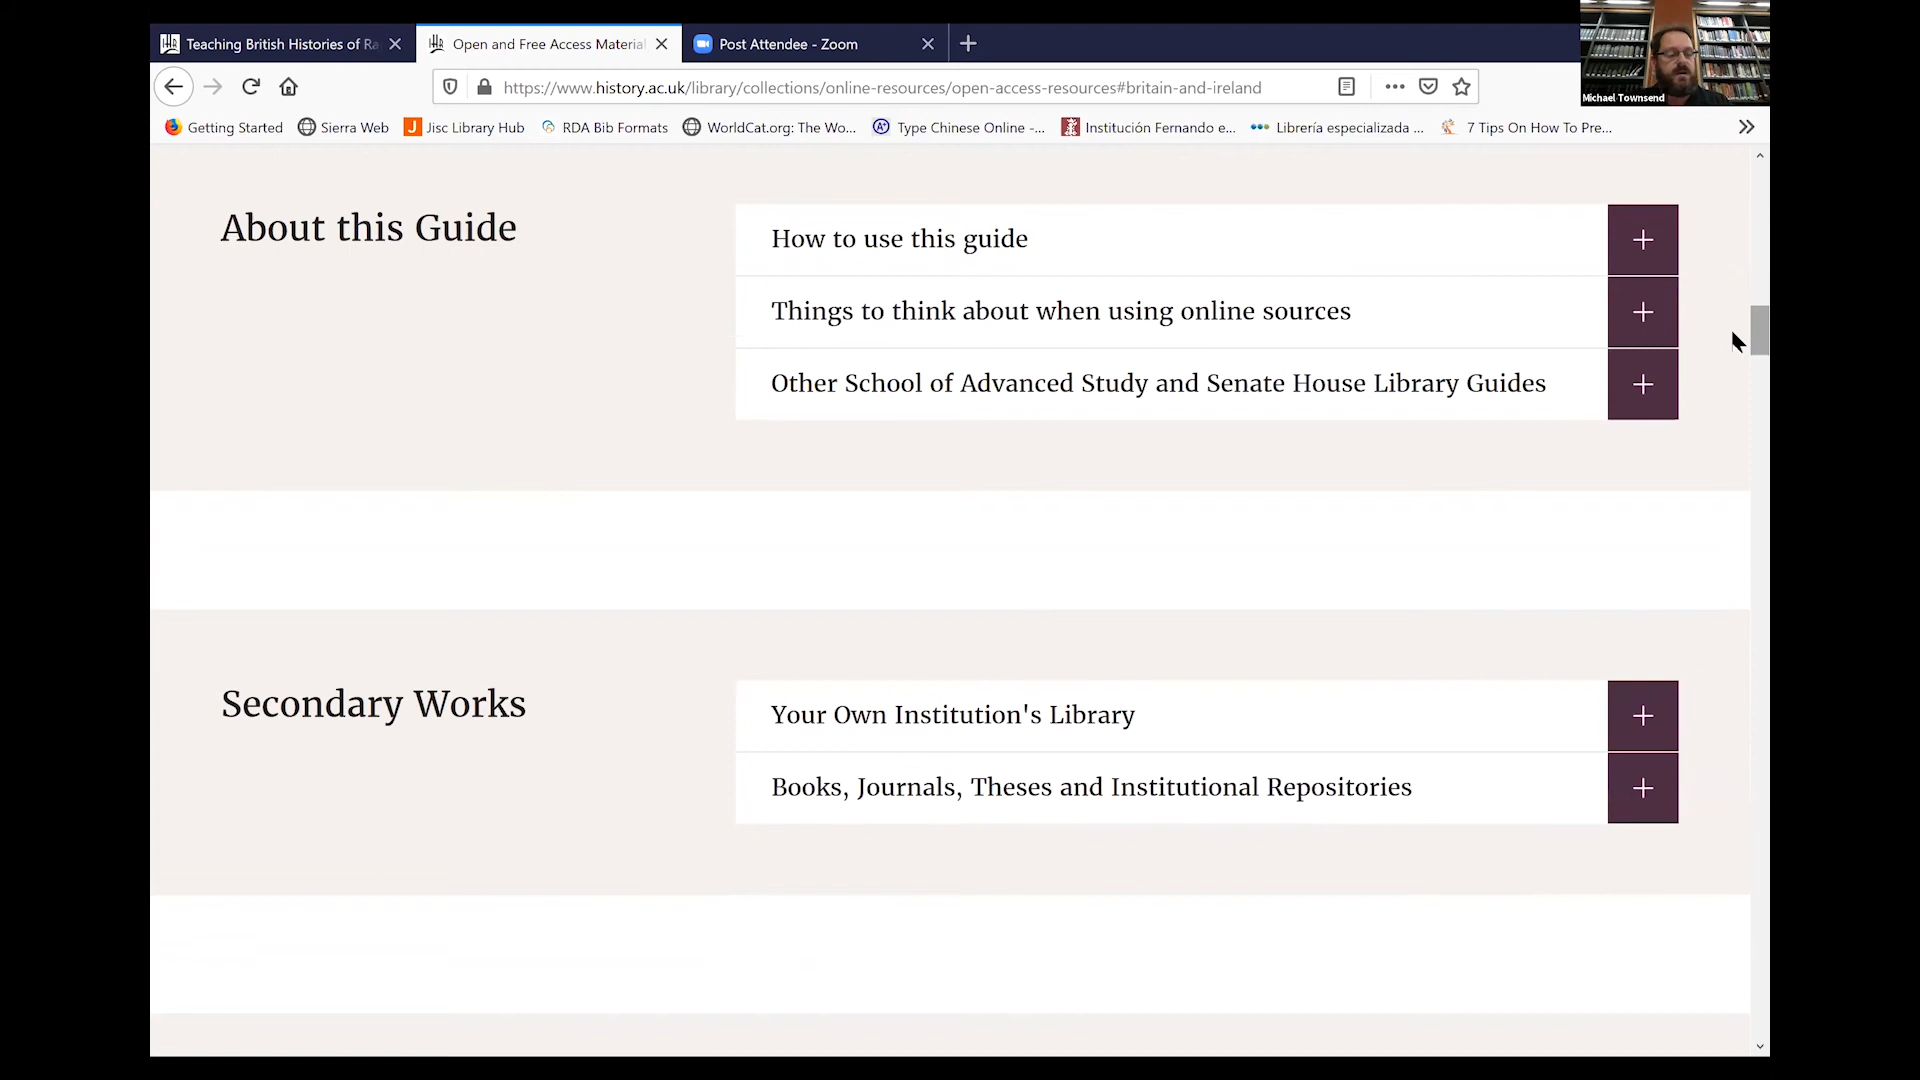 Teaching British Histories of Ra
Open and Free Access Material
Post Attendee - Zoom
https://www.history.ac.uk/library/collections/online-resources/open-access-resources#britain-and-ireland
Michael Townsend
Getting Started
Sierra Web
Jisc Library Hub
RDA Bib Formats
WorldCat.org: The Wo...
Type Chinese Online -...
Institución Fernando e...
Librería especializada ...
7 Tips On How To Pre...
About this Guide
How to use this guide
Things to think about when using online sources
Other School of Advanced Study and Senate House Library Guides
Secondary Works
Your Own Institution's Library
Books, Journals, Theses and Institutional Repositories